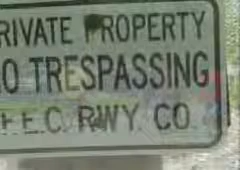 RIVATE PROPERTY
O TRESPASSING
F.E.C. RWY. CO.